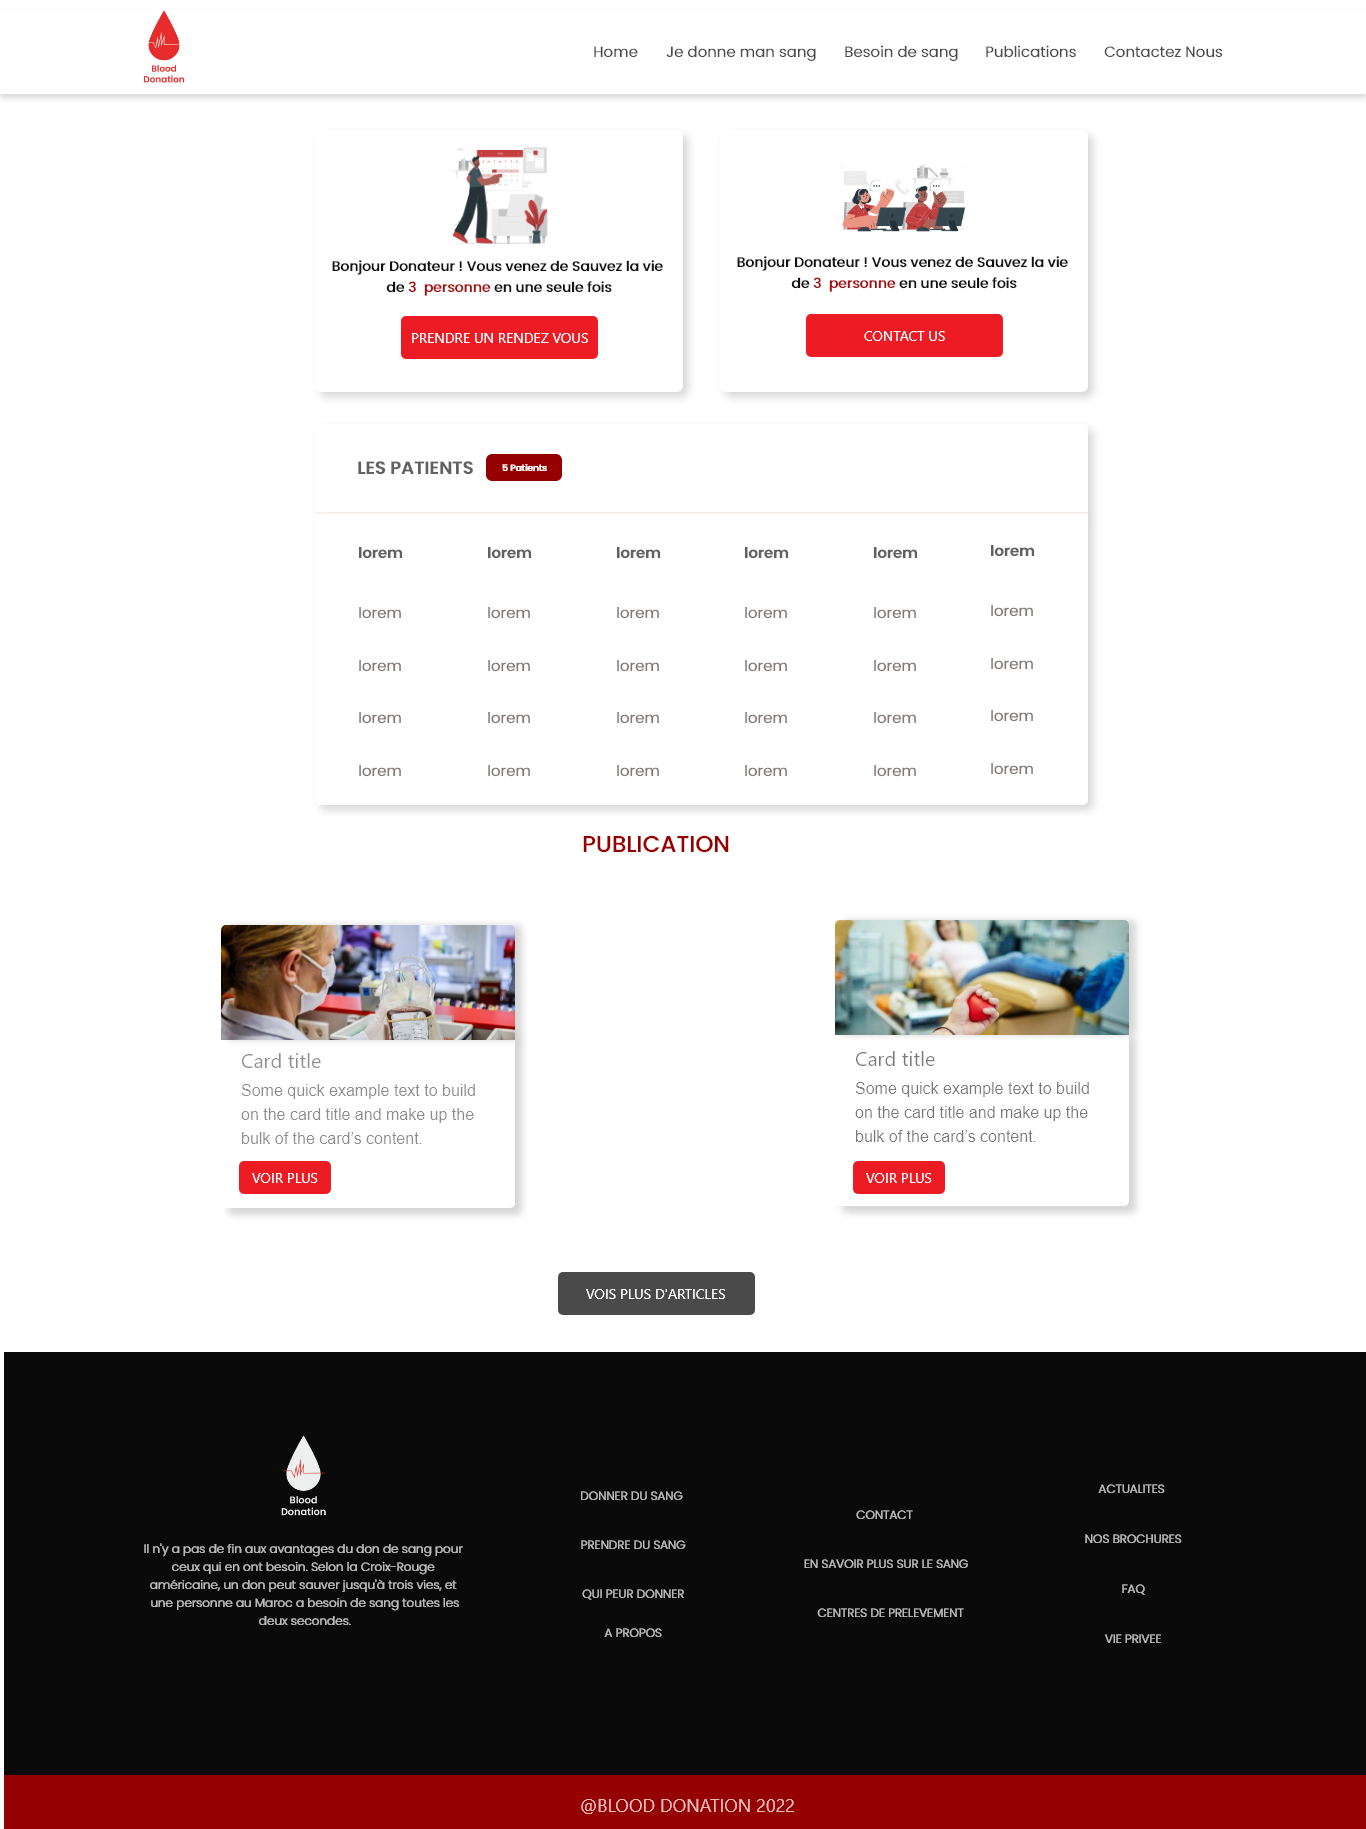 Blood
Donation
Home Je donne man sang Besoin de sang Publications Contactez Nous
Bonjour Donateur ! Vous venez de Sauvez la vie
de 3 personne en une seule fois
PRENDRE UN RENDEZ VOUS
Bonjour Donateur ! Vous venez de Sauvez la vie
de 3 personne en une seule fois
CONTACT US
LES PATIENTS 5 Patients
lorem lorem lorem lorem lorem lorem
lorem lorem lorem lorem lorem lorem
lorem lorem lorem lorem lorem lorem
lorem lorem lorem lorem lorem lorem
lorem lorem lorem lorem lorem lorem
PUBLICATION
Card title
Some quick example text to build
on the card title and make up the
bulk of the card's content.
VOIR PLUS
Card title
Some quick example text to build
on the card title and make up the
bulk of the card's content.
VOIR PLUS
VOIS PLUS D'ARTICLES
Blood
Donation
Il n'y a pas de fin aux avantages du don de sang pour
ceux qui en ont besoin. Selon la Croix-Rouge
américaine, un don peut sauver jusqu'à trois vies, et
une personne au Maroc a besoin de sang toutes les
deux secondes.
DONNER DU SANG
PRENDRE DU SANG
QUI PEUR DONNER
A PROPOS
CONTACT
EN SAVOIR PLUS SUR LE SANG
CENTRES DE PRELEVEMENT
ACTUALITES
NOS BROCHURES
FAQ
VIE PRIVEE
@BLOOD DONATION 2022